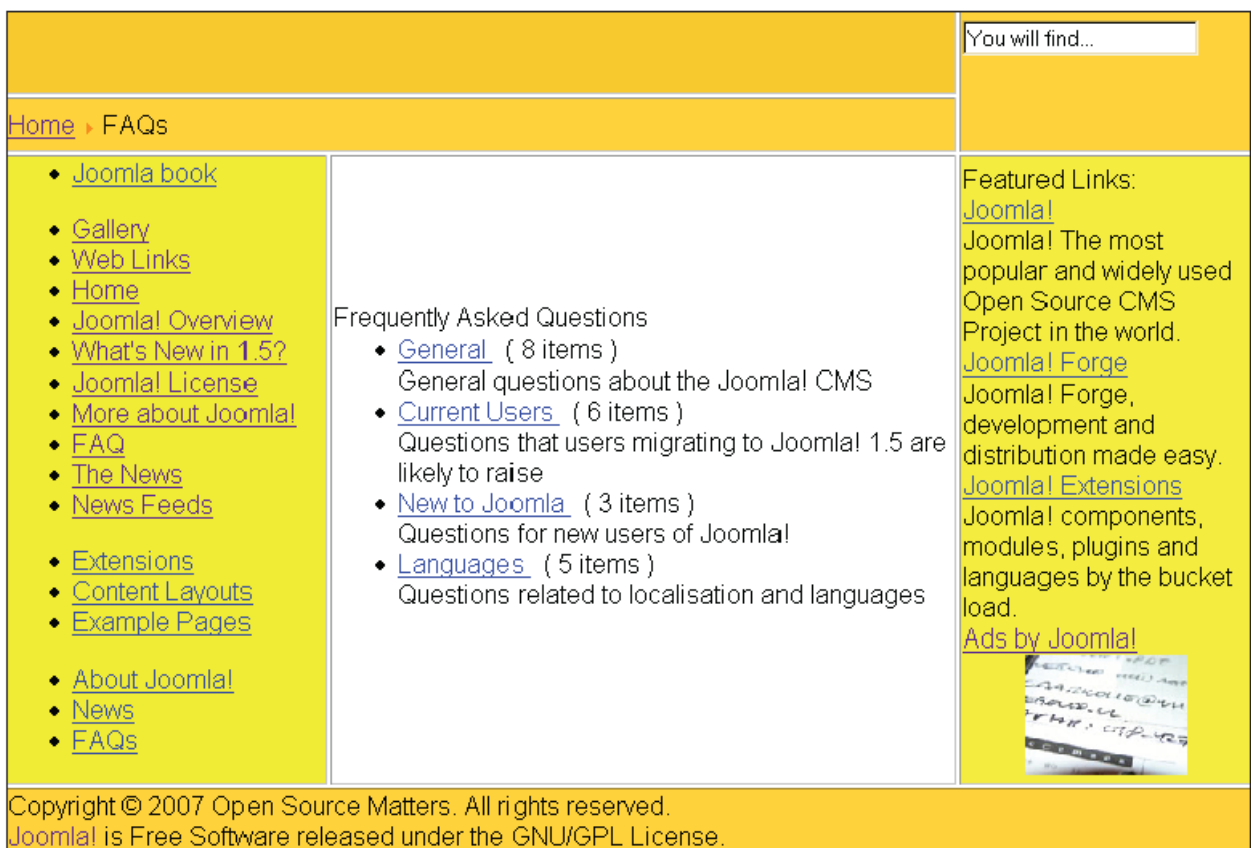 You will find...
Home FAQs
Joomla book
Gallery
Web Links
Home
Joomla! Overview
What's New in 1.5?
Joomla! License
More about Joomla!
FAQ
The News
News Feeds
Extensions
Content Layouts
Example Pages
About Joomla!
News
FAQs
Frequently Asked Questions
General ( 8 items )
General questions about the Joomla! CMS
Current Users ( 6 items )
Questions that users migrating to Joomla! 1.5 are
likely to raise
New to Joomla ( 3 items )
Questions for new users of Joomla!
Languages ( 5 items )
Questions related to localisation and languages
Featured Links:
Joomla!
Joomla! The most
popular and widely used
Open Source CMS
Project in the world.
Joomla! Forge
Joomla! Forge,
development and
distribution made easy.
Joomla! Extensions
Joomla! components,
modules, plugins and
languages by the bucket
load.
Ads by Joomla!
Copyright © 2007 Open Source Matters. All rights reserved.
Joomla! is Free Software released under the GNU/GPL License.